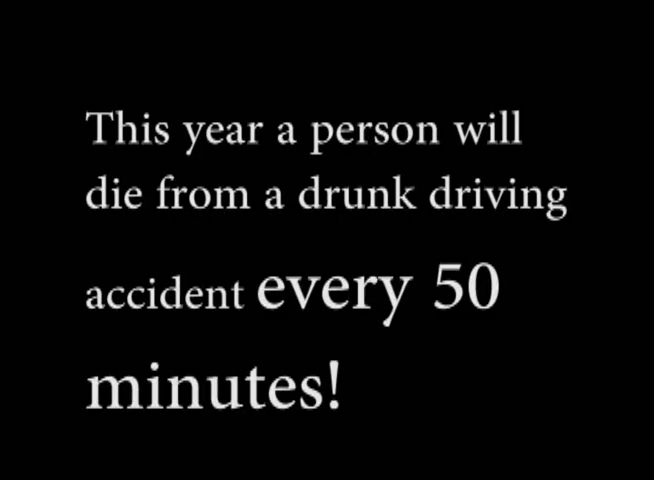 This year a person will
die from a drunk driving
accident every 50
minutes!